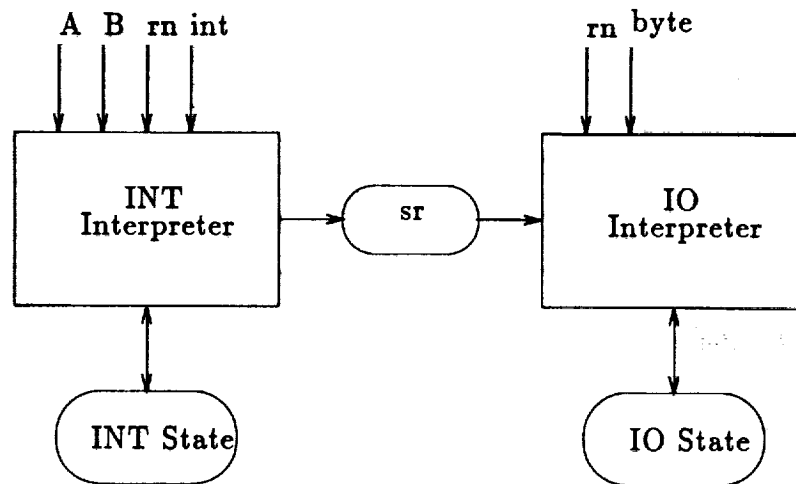 A B rn int
rn byte
INT
Interpreter
sr
IO
Interpreter
INT State
IO State